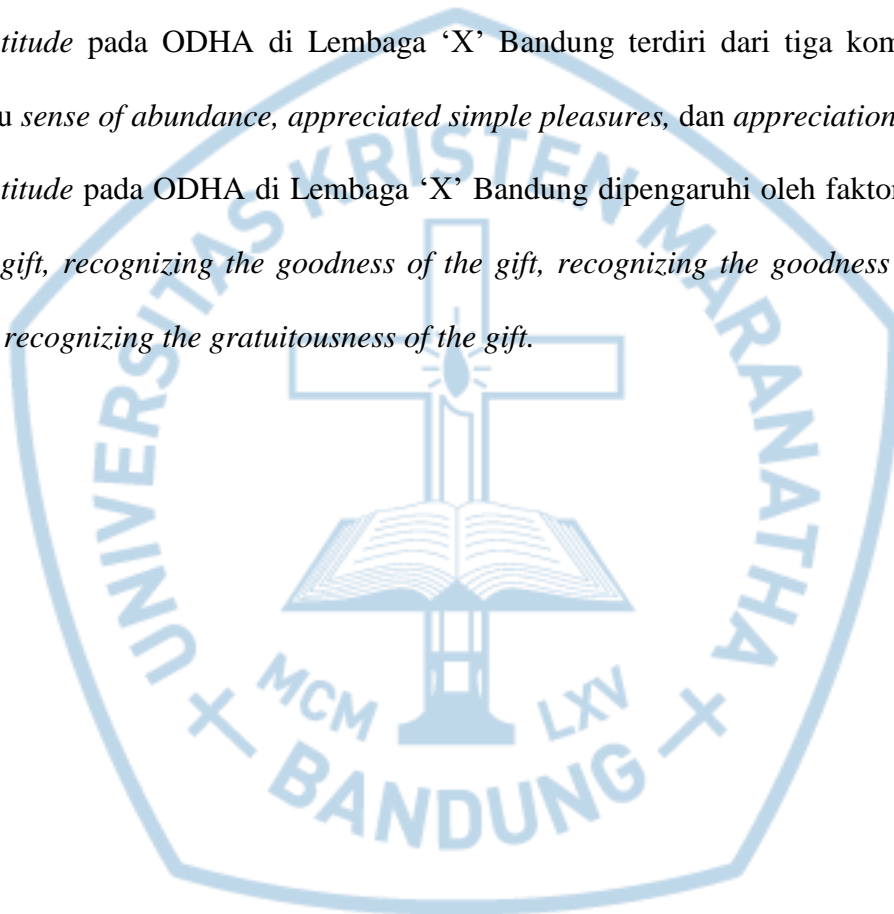 titude pada ODHA di Lembaga ‘X’ Bandung terdiri dari tiga kom
u sense of abundance, appreciated simple pleasures, dan appreciation
titude pada ODHA di Lembaga ‘X’ Bandung dipengaruhi oleh faktor
gift, recognizing the goodness of the gift, recognizing the goodness
recognizing the gratuitousness of the gift.
UNIVERSITAS KRISTEN MARANATHA
MCM LXV
BANDUNG